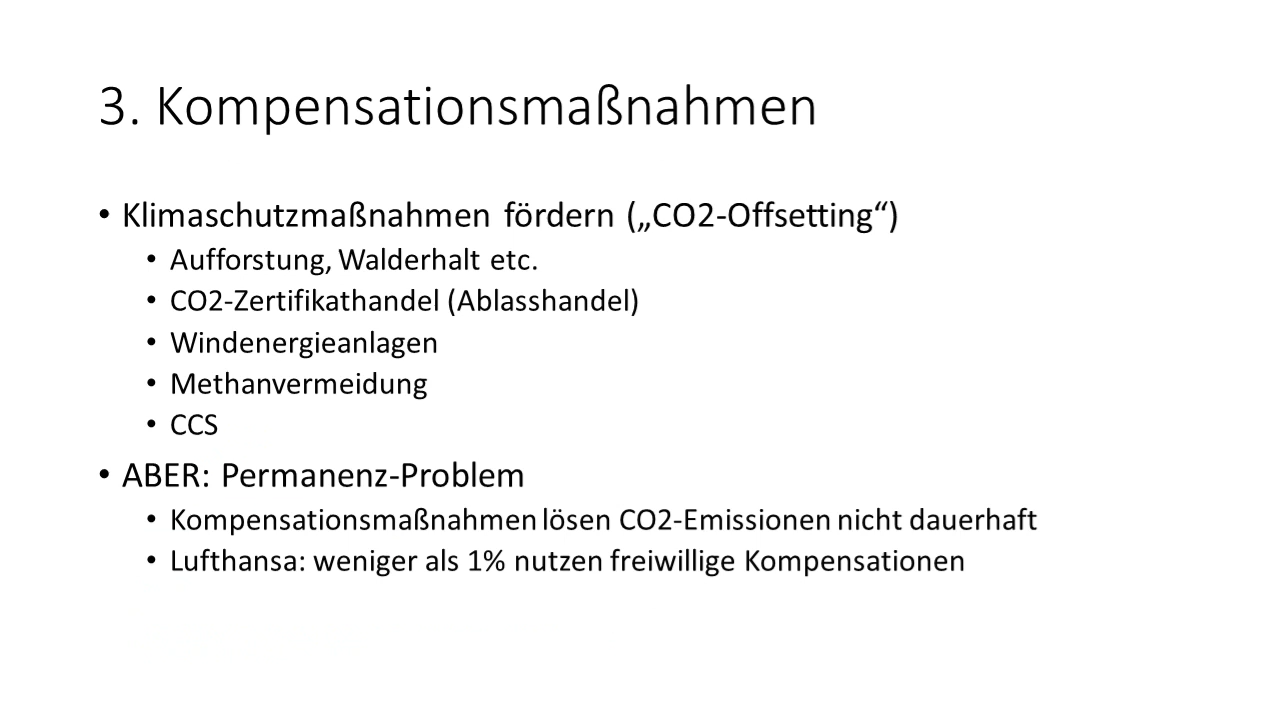 3. Kompensationsmaßnahmen
• Klimaschutzmaßnahmen fördern („CO2-Offsetting“)
• Aufforstung, Walderhalt etc.
• CO2-Zertifikathandel (Ablasshandel)
• Windenergieanlagen
• Methanvermeidung
• CCS
• ABER: Permanenz-Problem
• Kompensationsmaßnahmen lösen CO2-Emissionen nicht dauerhaft
• Lufthansa: weniger als 1% nutzen freiwillige Kompensationen